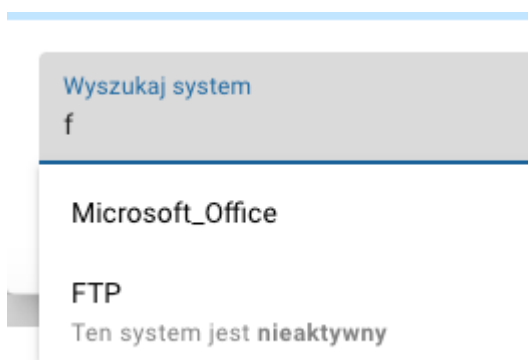 Wyszukaj system
f
Microsoft_Office
FTP
Ten system jest nieaktywny